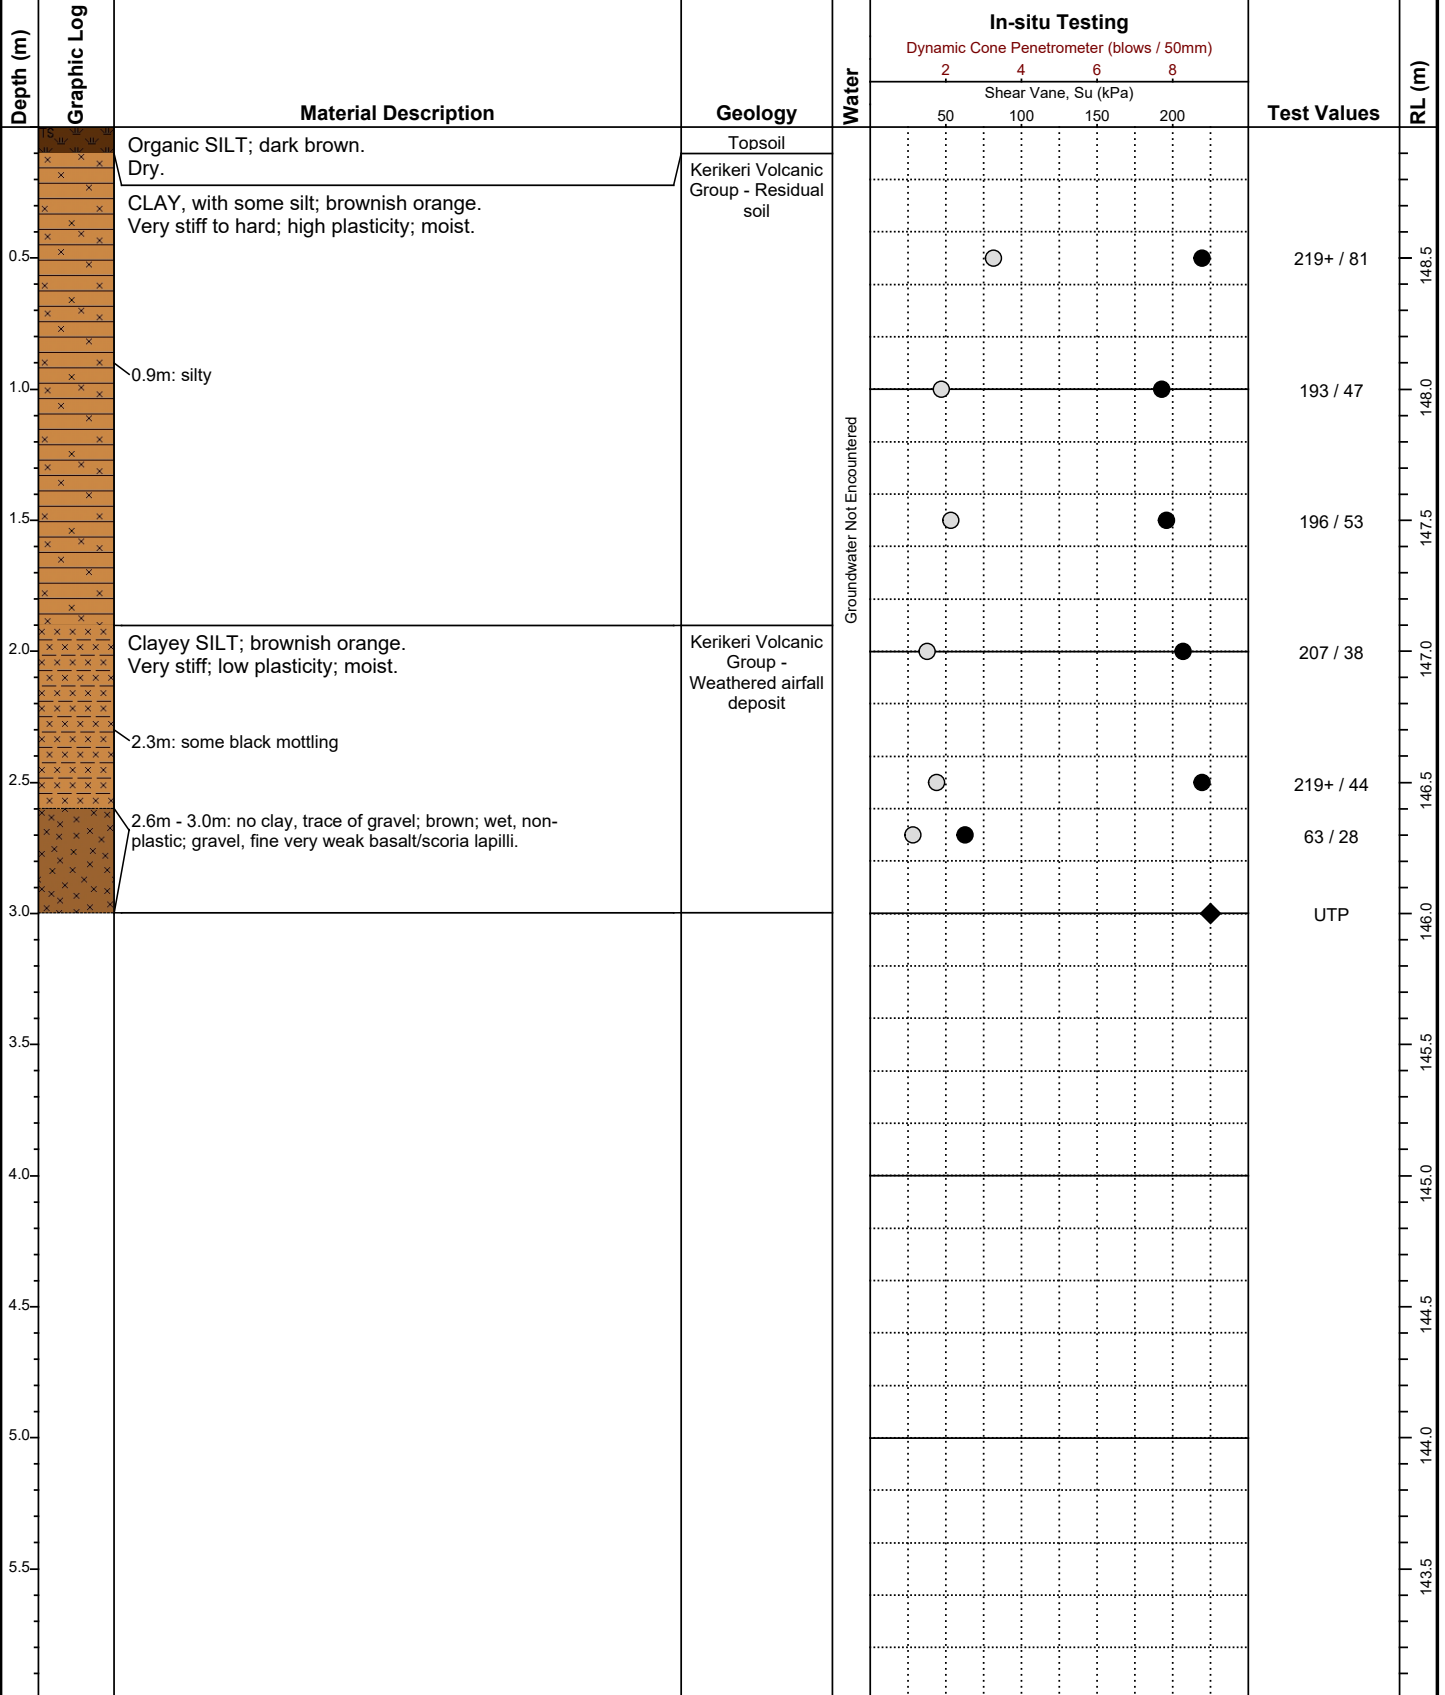 Depth (m)
Graphic Log
Material Description
Geology
Water
In-situ Testing
Dynamic Cone Penetrometer (blows / 50mm)
2 4 6 8
Shear Vane, Su (kPa)
50 100 150 200
Test Values
RL (m)
TS
Organic SILT; dark brown.
Dry.
Topsoil
CLAY, with some silt; brownish orange.
Very stiff to hard; high plasticity; moist.
Kerikeri Volcanic
Group - Residual
soil
0.5
219+ / 81
148.5
0.9m: silty
1.0
193 / 47
148.0
Groundwater Not Encountered
1.5
196 / 53
147.5
Clayey SILT; brownish orange.
Very stiff; low plasticity; moist.
Kerikeri Volcanic
Group -
Weathered airfall
deposit
2.0
207 / 38
147.0
2.3m: some black mottling
2.5
219+ / 44
146.5
2.6m - 3.0m: no clay, trace of gravel; brown; wet, non-
plastic; gravel, fine very weak basalt/scoria lapilli.
63 / 28
3.0
UTP
146.0
3.5
145.5
4.0
145.0
4.5
144.5
5.0
144.0
5.5
143.5